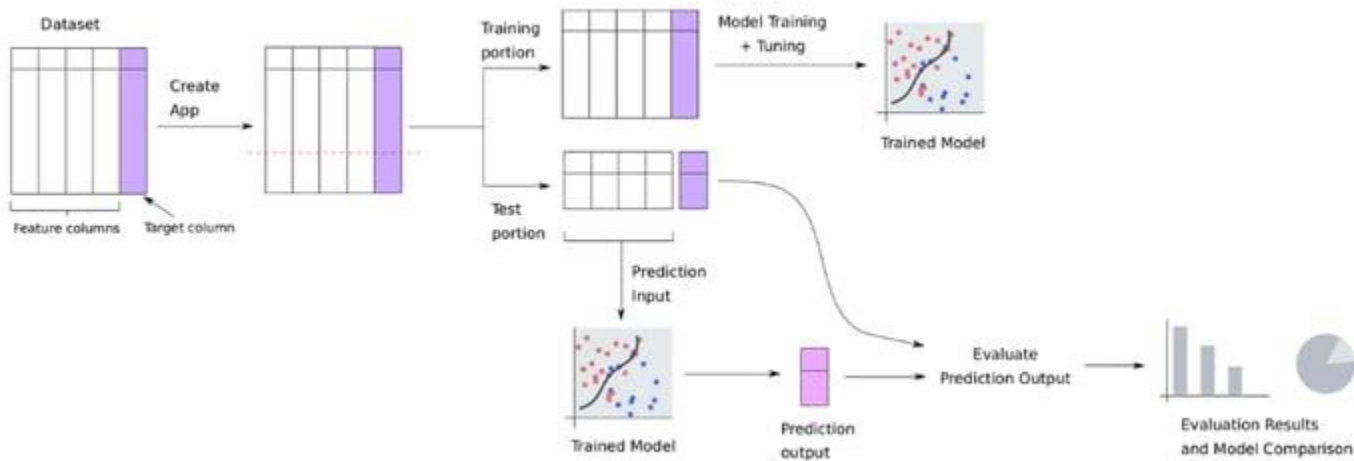 Dataset
Create
App
Feature columns
Target column
Training
portion
Test
portion
Model Training
+ Tuning
Trained Model
Prediction
Input
Trained Model
Prediction
output
Evaluate
Prediction Output
Evaluation Results
and Model Comparison